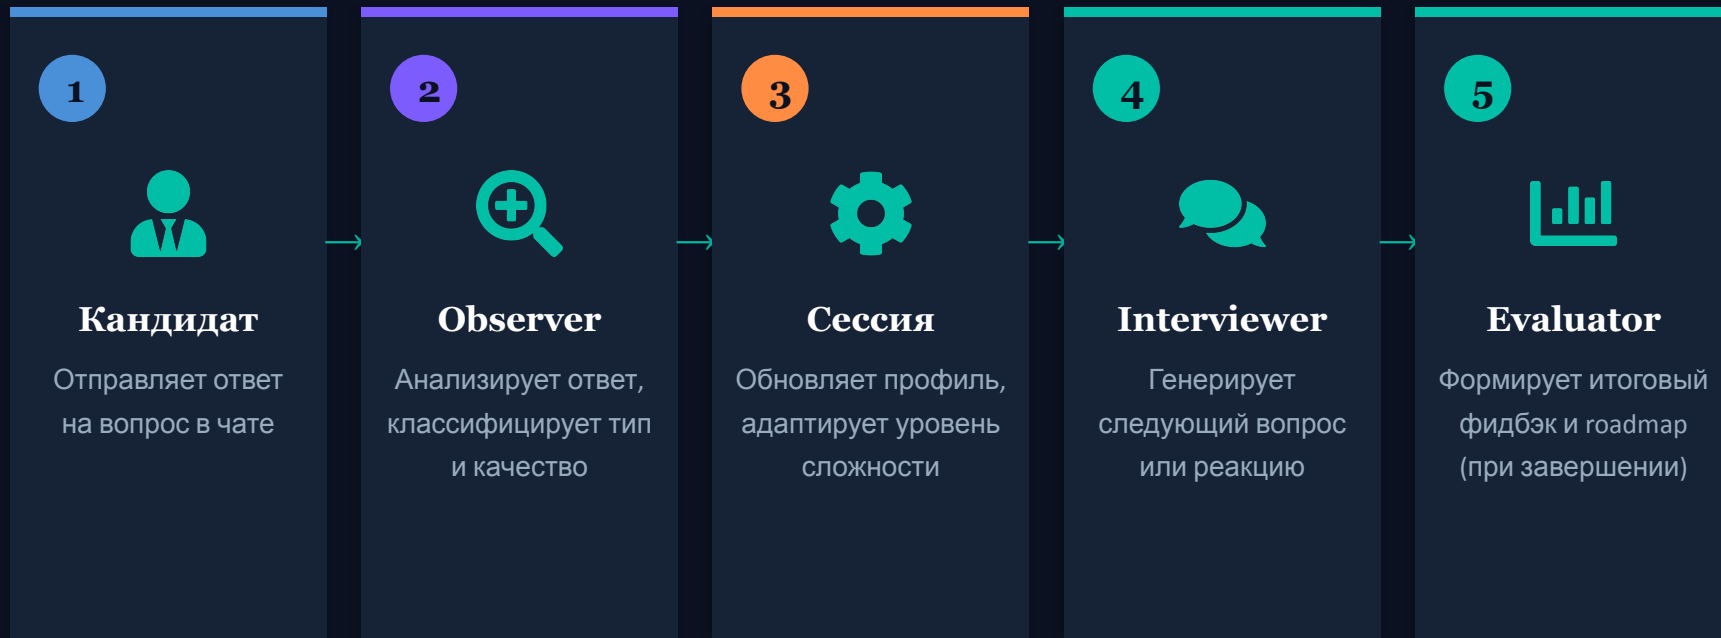 1
Кандидат
Отправляет ответ
на вопрос в чате
2
Observer
Анализирует ответ,
классифицирует тип
и качество
3
Сессия
Обновляет профиль,
адаптирует уровень
сложности
4
Interviewer
Генерирует
следующий вопрос
или реакцию
5
Evaluator
Формирует итоговый
фидбэк и roadmap
(при завершении)